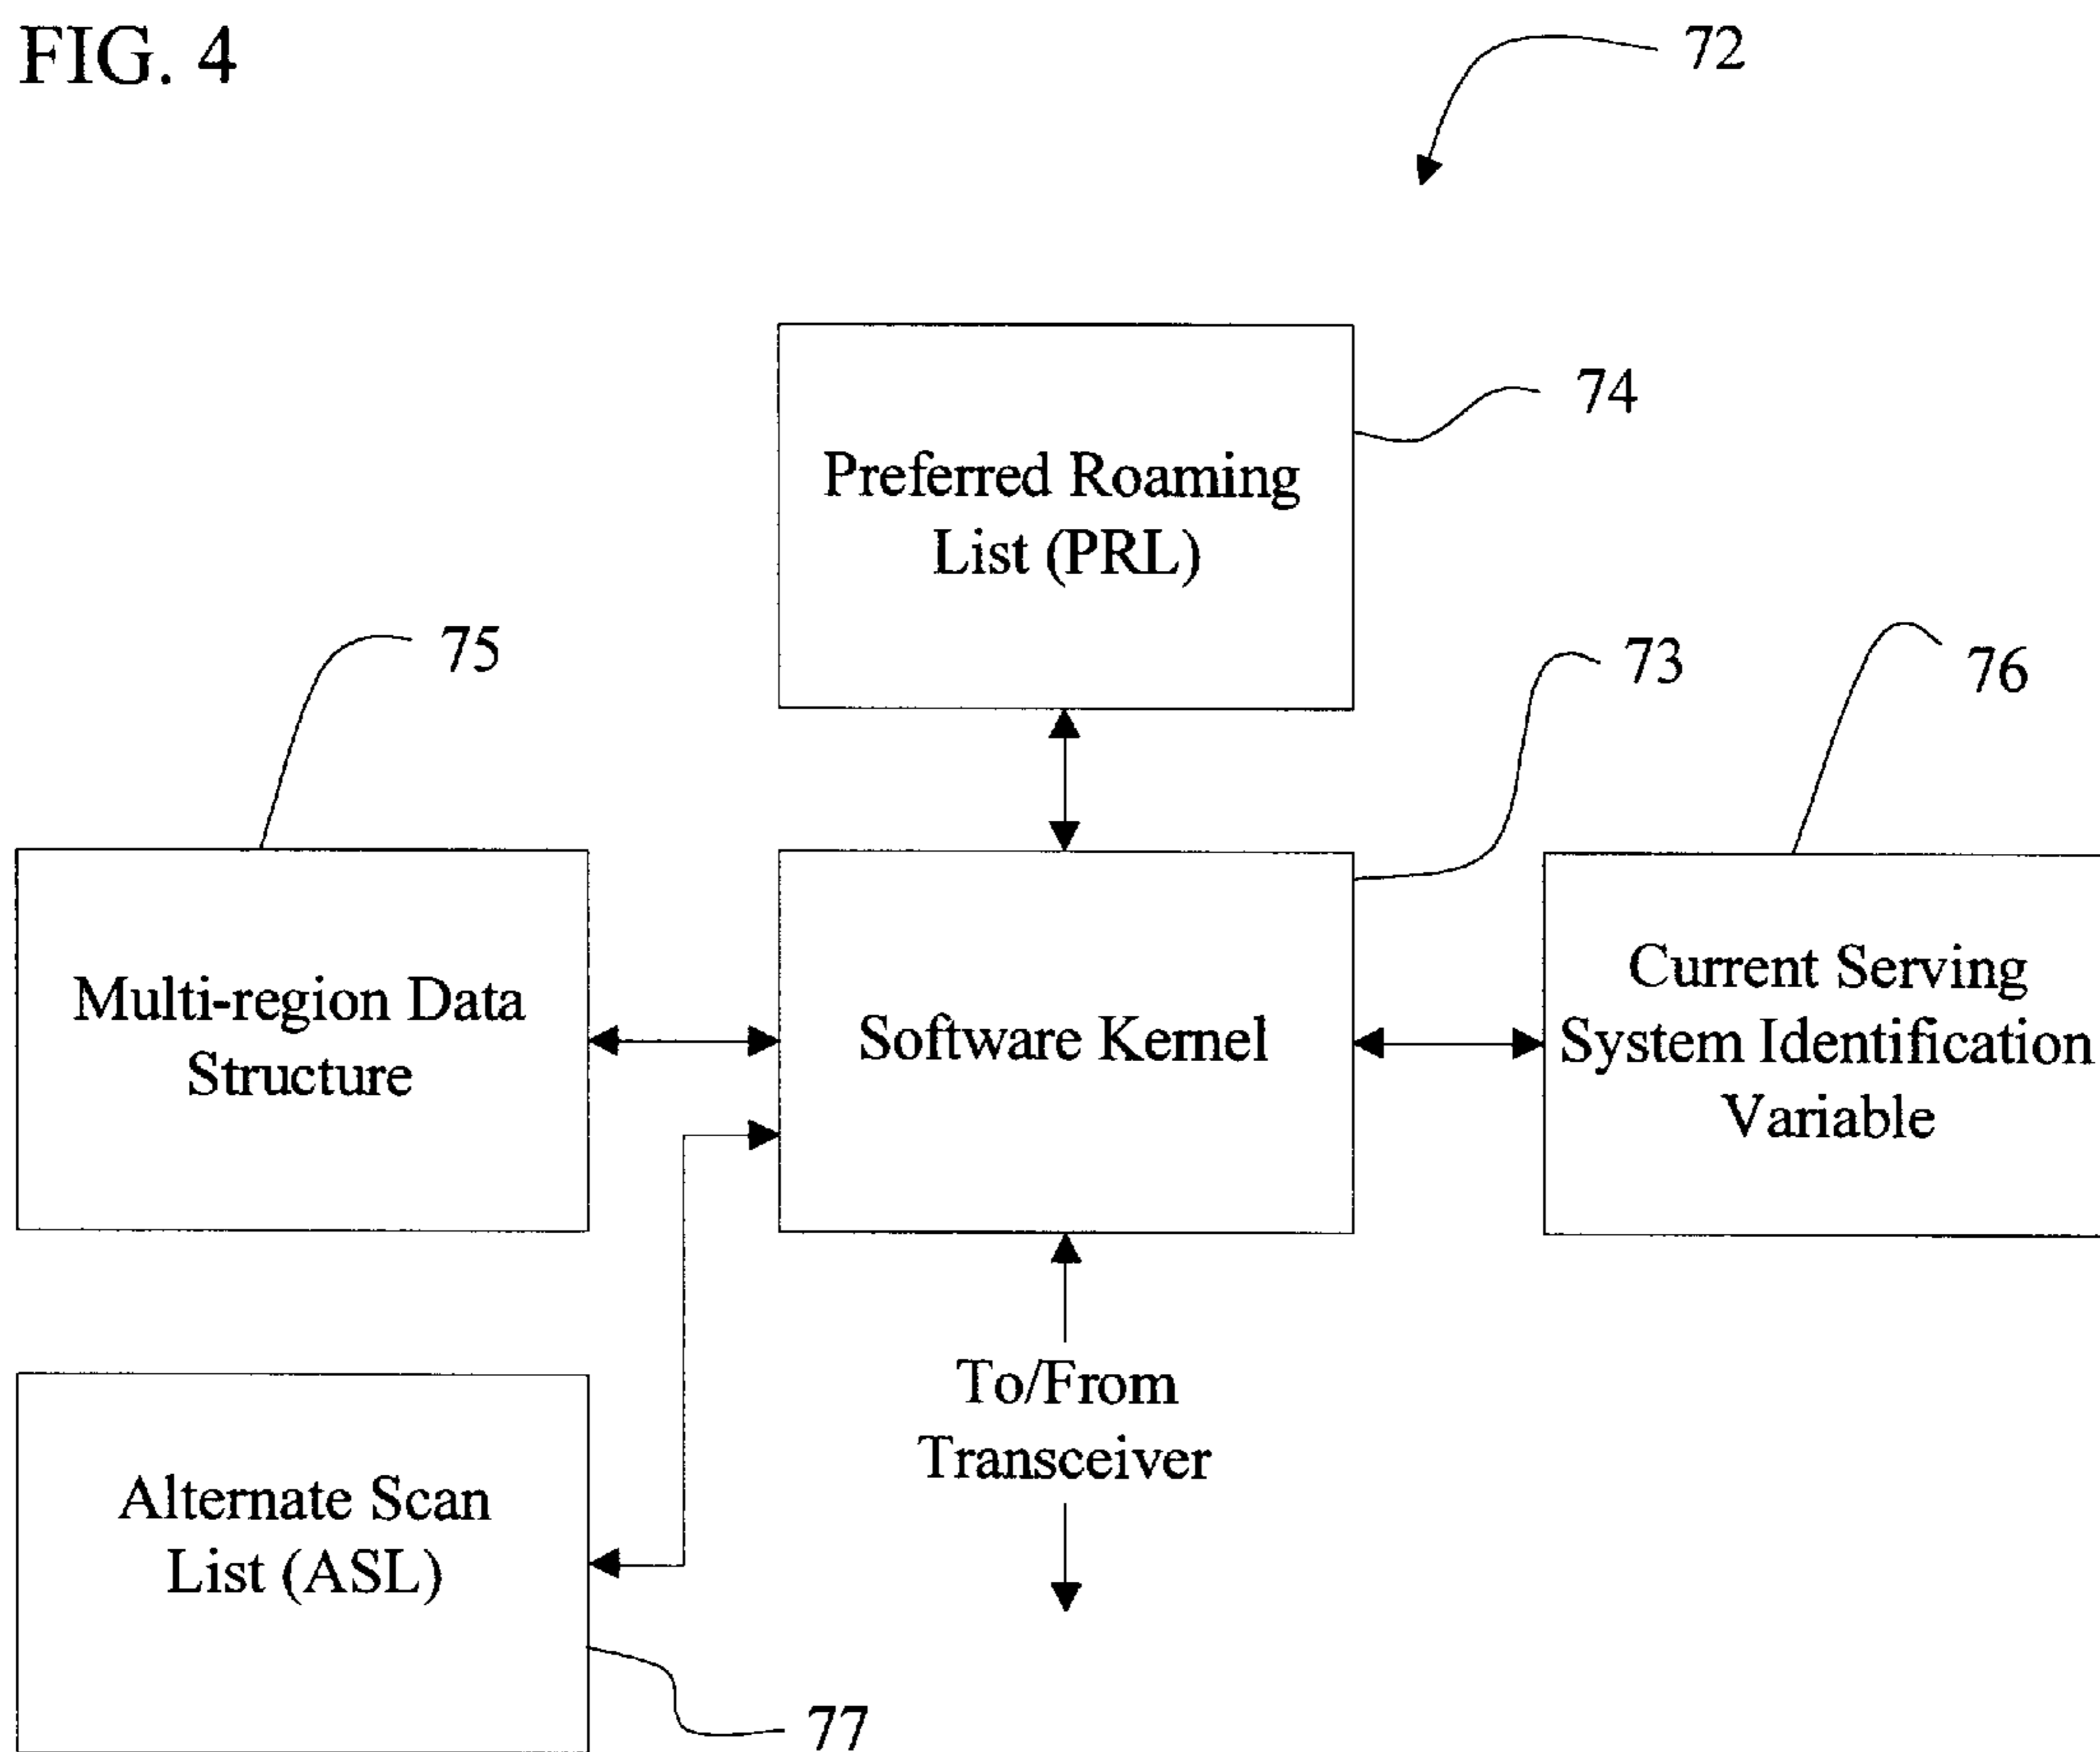 FIG. 4
72
74
Preferred Roaming
List (PRL)
75
73
76
Multi-region Data
Structure
Software Kernel
Current Serving
System Identification
Variable
To/From
Transceiver
Alternate Scan
List (ASL)
77